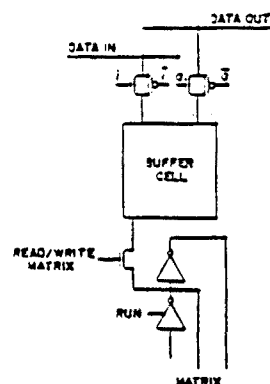 DATA OUT
DATA IN
i
ī
o
ō
BUFFER
CELL
READ/WRITE
MATRIX
RUN
MATRIX